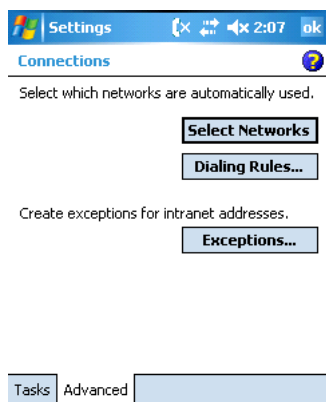 Settings 2:07 ok
Connections ?
Select which networks are automatically used.
Select Networks
Dialing Rules...
Create exceptions for intranet addresses.
Exceptions...
Tasks Advanced